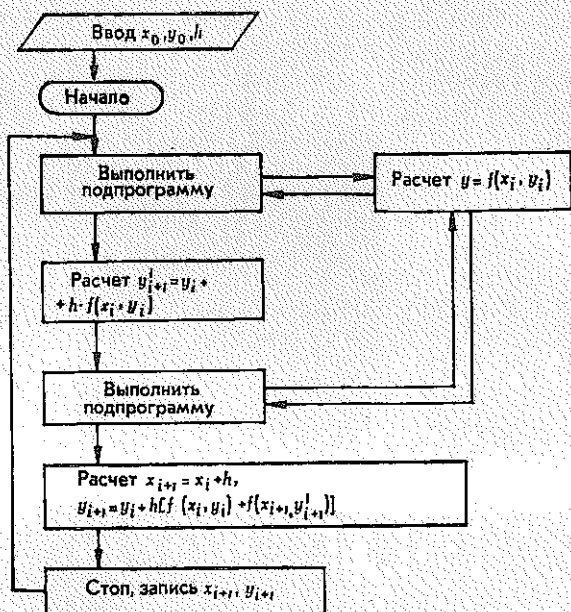 Ввод x₀, y₀, h
Начало
Выполнить
подпрограмму
Расчет y = f(xᵢ, yᵢ)
Расчет y¹ᵢ₊₁ = yᵢ +
+ h · f(xᵢ, yᵢ)
Выполнить
подпрограмму
Расчет xᵢ₊₁ = xᵢ + h,
yᵢ₊₁ = yᵢ + h[f (xᵢ, yᵢ) + f(xᵢ₊₁, y¹ᵢ₊₁)]
Стоп, запись xᵢ₊₁, yᵢ₊₁